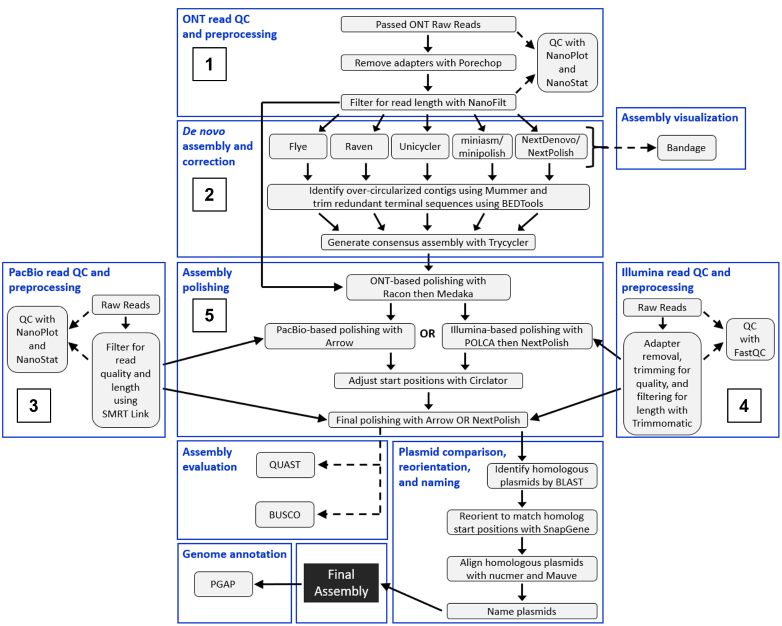 ONT read QC
and preprocessing
1
Passed ONT Raw Reads
Remove adapters with Porechop
Filter for read length with NanoFilt
QC with
NanoPlot
and
NanoStat
De novo
assembly and
correction
2
Flye
Raven
Unicycler
miniasm/
minipolish
NextDenovo/
NextPolish
Identify over-circularized contigs using Mummer and
trim redundant terminal sequences using BEDTools
Generate consensus assembly with Trycycler
Assembly visualization
Bandage
PacBio read QC and
preprocessing
Raw Reads
QC with
NanoPlot
and
NanoStat
Filter for
read
quality and
length
using
SMRT Link
3
Assembly
polishing
5
ONT-based polishing with
Racon then Medaka
PacBio-based polishing with
Arrow
OR
Illumina-based polishing with
POLCA then NextPolish
Adjust start positions with Circlator
Final polishing with Arrow OR NextPolish
Illumina read QC and
preprocessing
Raw Reads
Adapter
removal,
trimming for
quality, and
filtering for
length with
Trimmomatic
QC
with
FastQC
4
Assembly
evaluation
QUAST
BUSCO
Plasmid comparison,
reorientation,
and naming
Identify homologous
plasmids by BLAST
Reorient to match homolog
start positions with SnapGene
Align homologous plasmids
with nucmer and Mauve
Name plasmids
Genome annotation
PGAP
Final
Assembly